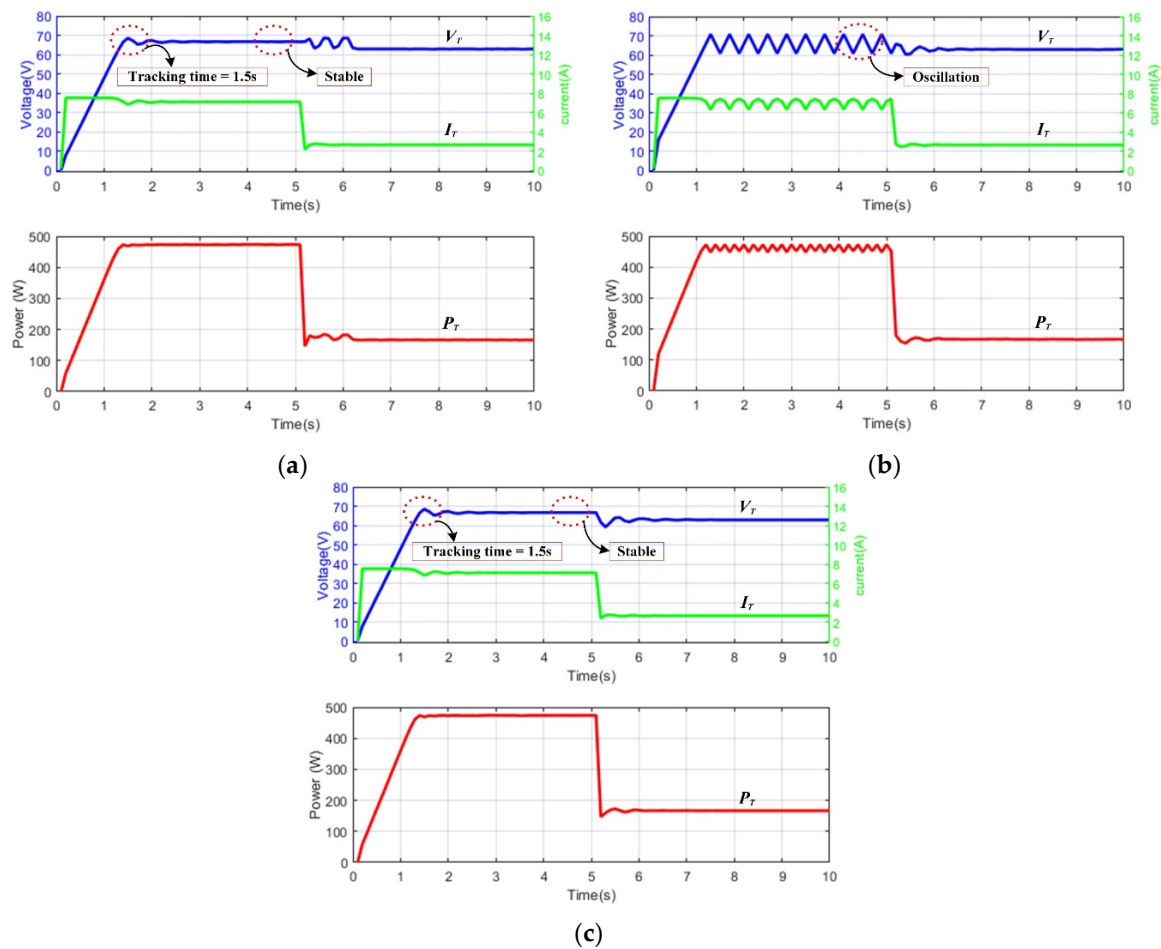 80
70
60
50
40
30
20
10
0
Voltage(V)
16
14
12
10
8
6
4
2
0
current(A)
V_T
Tracking time = 1.5s
Stable
I_T
0 1 2 3 4 5 6 7 8 9 10
Time(s)
500
400
300
200
100
0
Power (W)
P_T
0 1 2 3 4 5 6 7 8 9 10
Time(s)
(a)
80
70
60
50
40
30
20
10
0
Voltage(V)
16
14
12
10
8
6
4
2
0
current(A)
V_T
Oscillation
I_T
0 1 2 3 4 5 6 7 8 9 10
Time(s)
500
400
300
200
100
0
Power (W)
P_T
0 1 2 3 4 5 6 7 8 9 10
Time(s)
(b)
80
70
60
50
40
30
20
10
0
Voltage(V)
16
14
12
10
8
6
4
2
0
current(A)
V_T
Tracking time = 1.5s
Stable
I_T
0 1 2 3 4 5 6 7 8 9 10
Time(s)
500
400
300
200
100
0
Power (W)
P_T
0 1 2 3 4 5 6 7 8 9 10
Time(s)
(c)